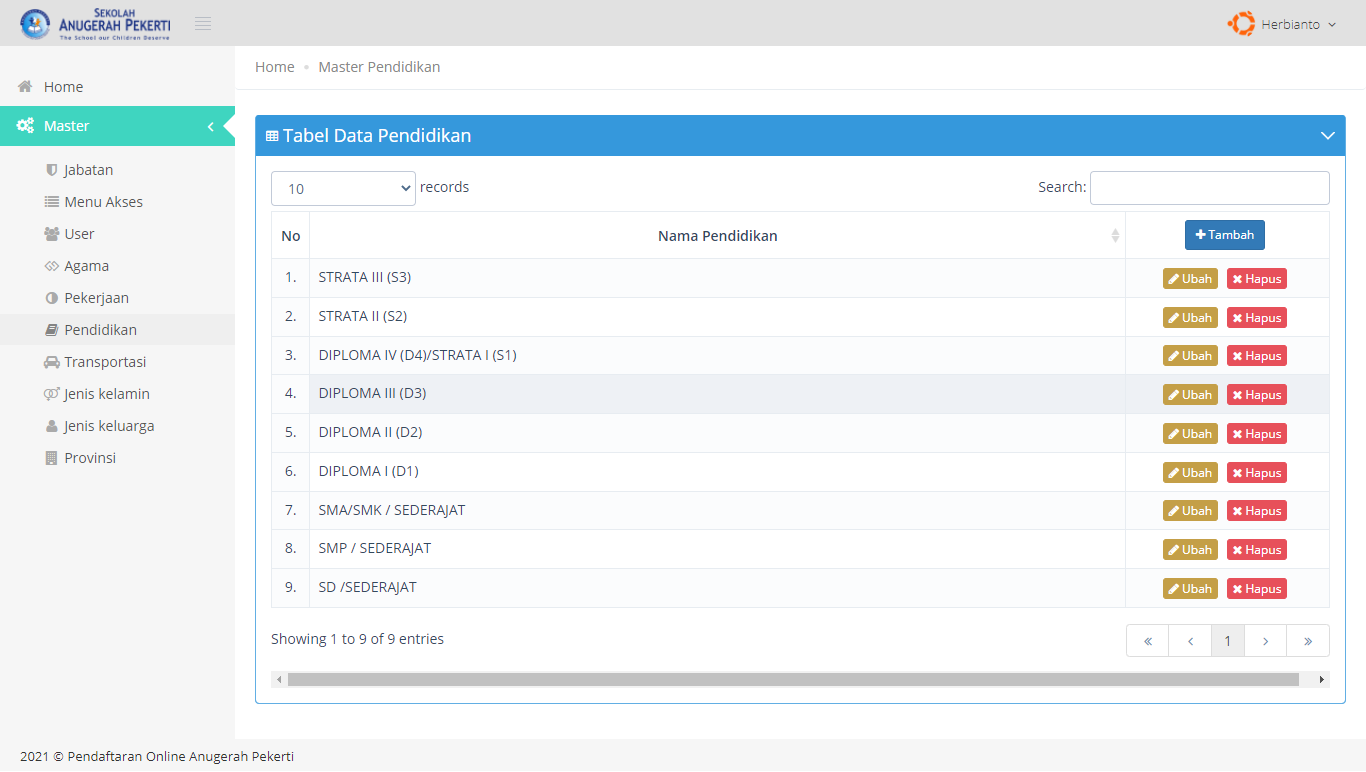 SEKOLAH
ANUGERAH PEKERTI
The School our Children Deserve
Herbianto
Home
Master
Jabatan
Menu Akses
User
Agama
Pekerjaan
Pendidikan
Transportasi
Jenis kelamin
Jenis keluarga
Provinsi
Home Master Pendidikan
Tabel Data Pendidikan
10 records Search:
No Nama Pendidikan Tambah
1. STRATA III (S3) Ubah Hapus
2. STRATA II (S2) Ubah Hapus
3. DIPLOMA IV (D4)/STRATA I (S1) Ubah Hapus
4. DIPLOMA III (D3) Ubah Hapus
5. DIPLOMA II (D2) Ubah Hapus
6. DIPLOMA I (D1) Ubah Hapus
7. SMA/SMK / SEDERAJAT Ubah Hapus
8. SMP / SEDERAJAT Ubah Hapus
9. SD /SEDERAJAT Ubah Hapus
Showing 1 to 9 of 9 entries « ‹ 1 › »
2021 © Pendaftaran Online Anugerah Pekerti